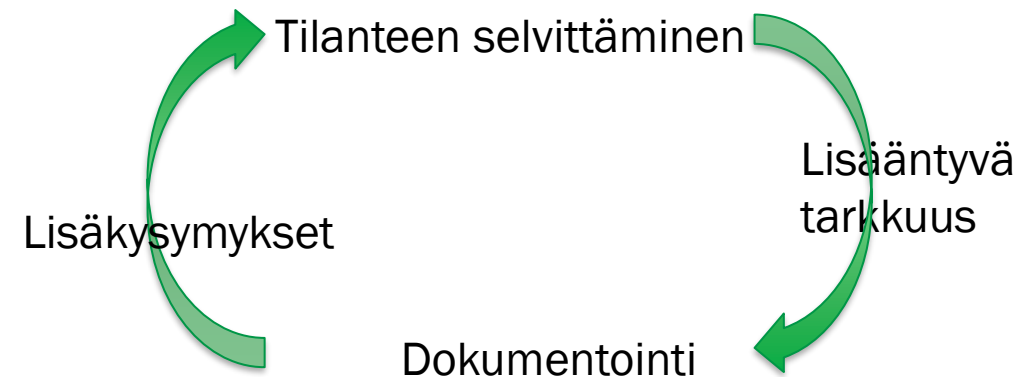 Tilanteen selvittäminen
Lisääntyvä
tarkkuus
Lisäkysymykset
Dokumentointi